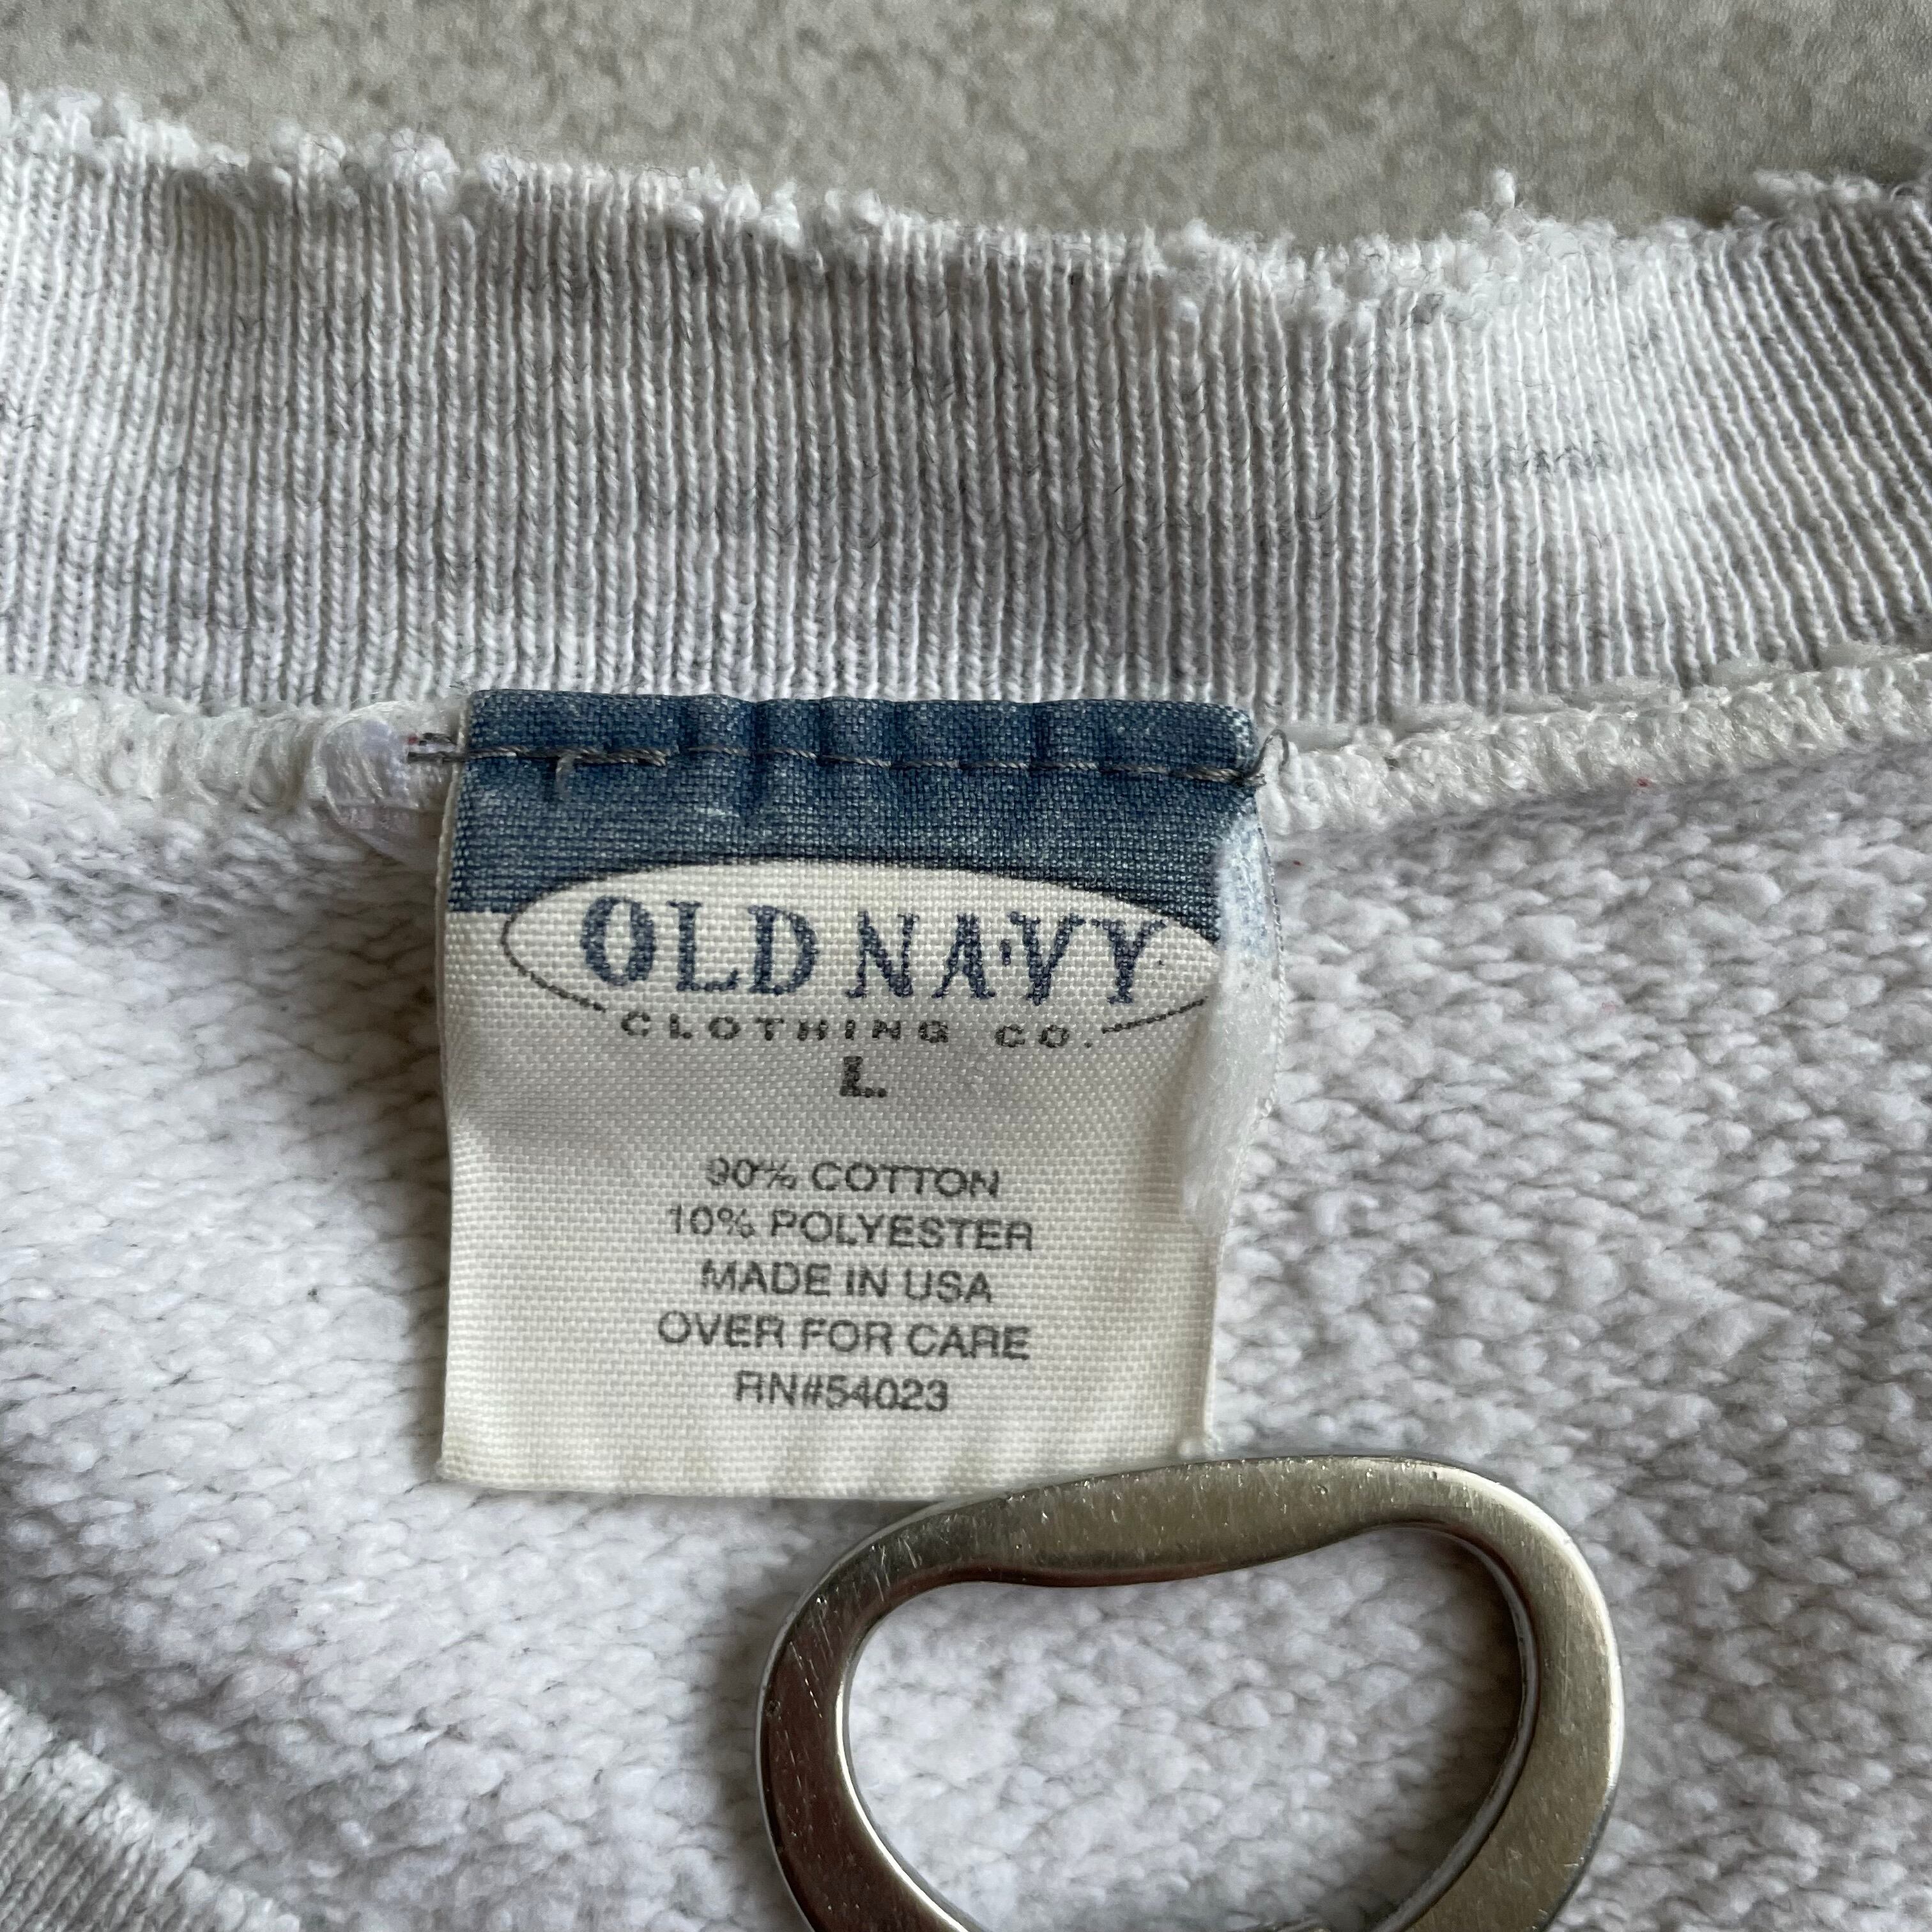 OLD NAVY
CLOTHING CO.
L.
90% COTTON
10% POLYESTER
MADE IN USA
OVER FOR CARE
RN#54023